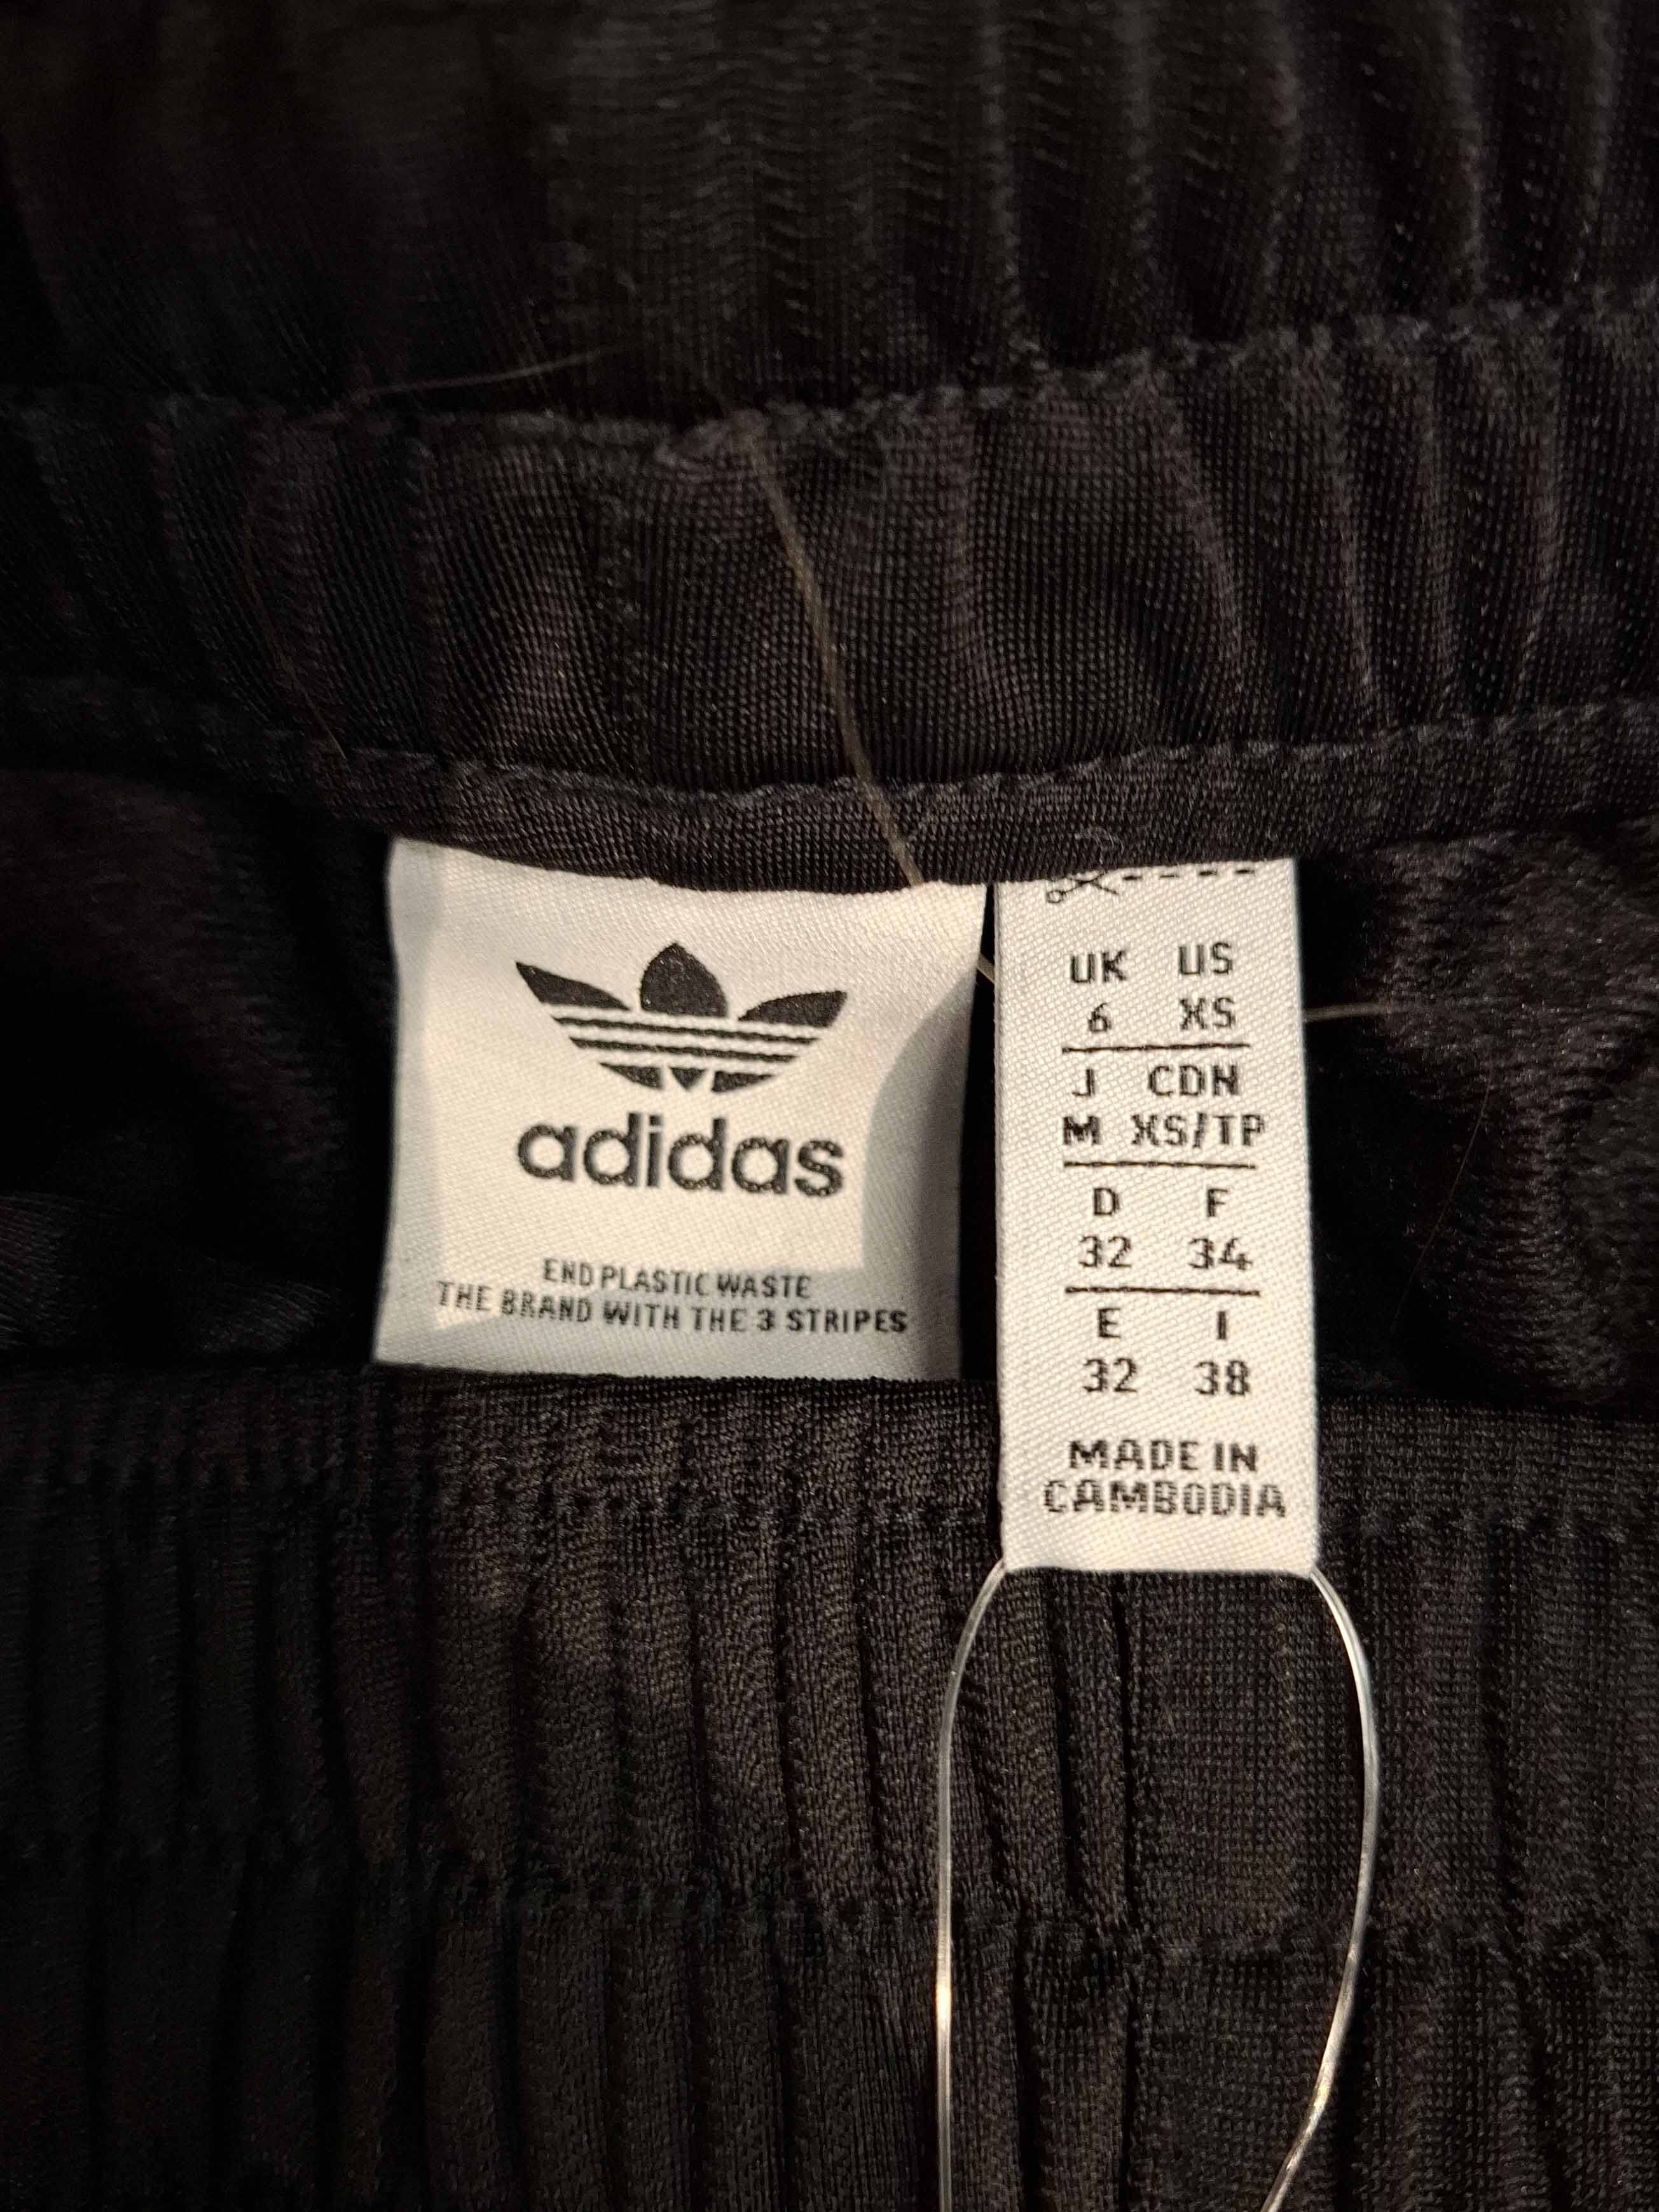 adidas
END PLASTIC WASTE
THE BRAND WITH THE 3 STRIPES
UK US
6 XS
J CDN
M XS/TP
D F
32 34
E I
32 38
MADE IN
CAMBODIA